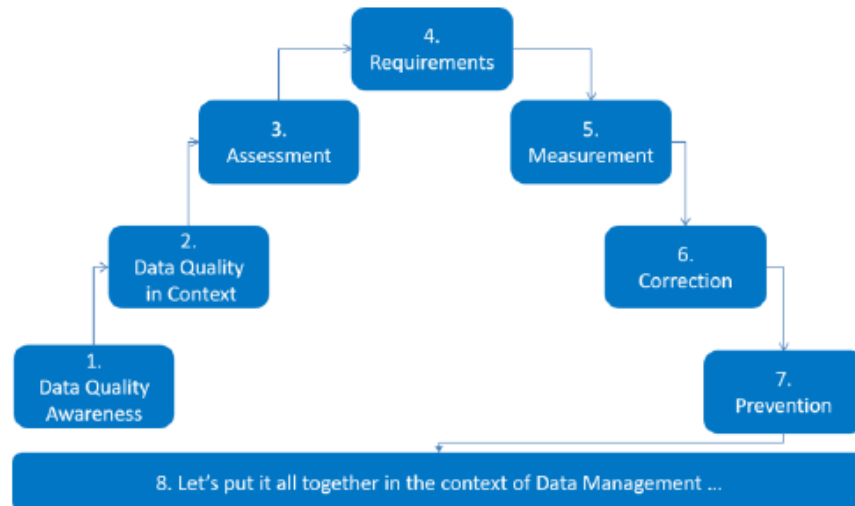 1.
Data Quality
Awareness
2.
Data Quality
in Context
3.
Assessment
4.
Requirements
5.
Measurement
6.
Correction
7.
Prevention
8. Let's put it all together in the context of Data Management ...